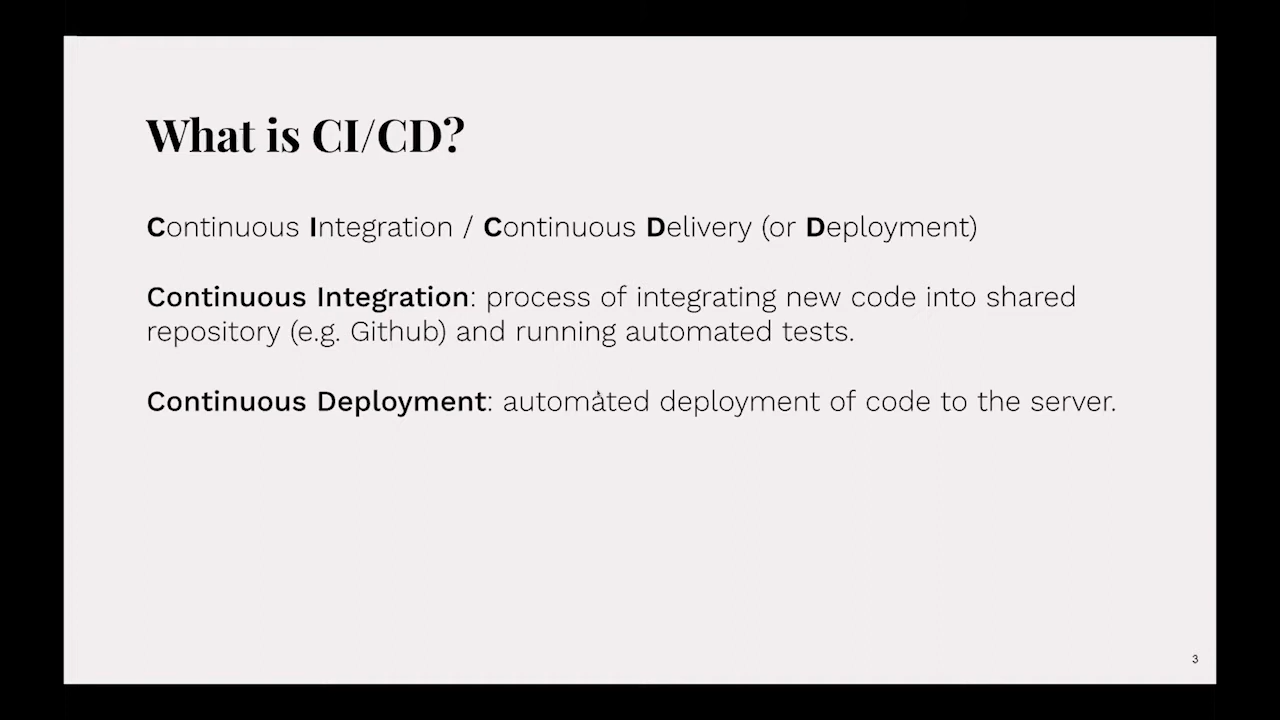 What is CI/CD?
Continuous Integration / Continuous Delivery (or Deployment)
Continuous Integration: process of integrating new code into shared
repository (e.g. Github) and running automated tests.
Continuous Deployment: automated deployment of code to the server.
3